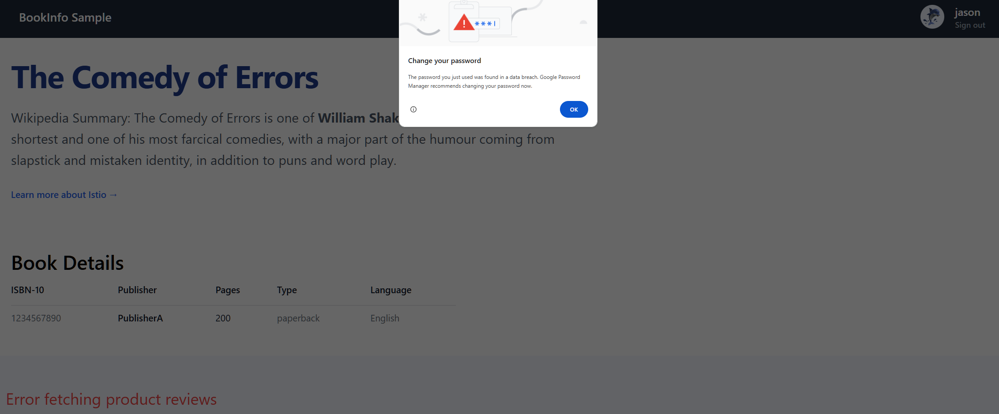 BookInfo Sample
jason
Sign out
***|
Change your password
The password you just used was found in a data breach. Google Password
Manager recommends changing your password now.
OK
The Comedy of Errors
Wikipedia Summary: The Comedy of Errors is one of William Shak
shortest and one of his most farcical comedies, with a major part of the humour coming from
slapstick and mistaken identity, in addition to puns and word play.
Learn more about Istio →
Book Details
ISBN-10 Publisher Pages Type Language
1234567890 PublisherA 200 paperback English
Error fetching product reviews